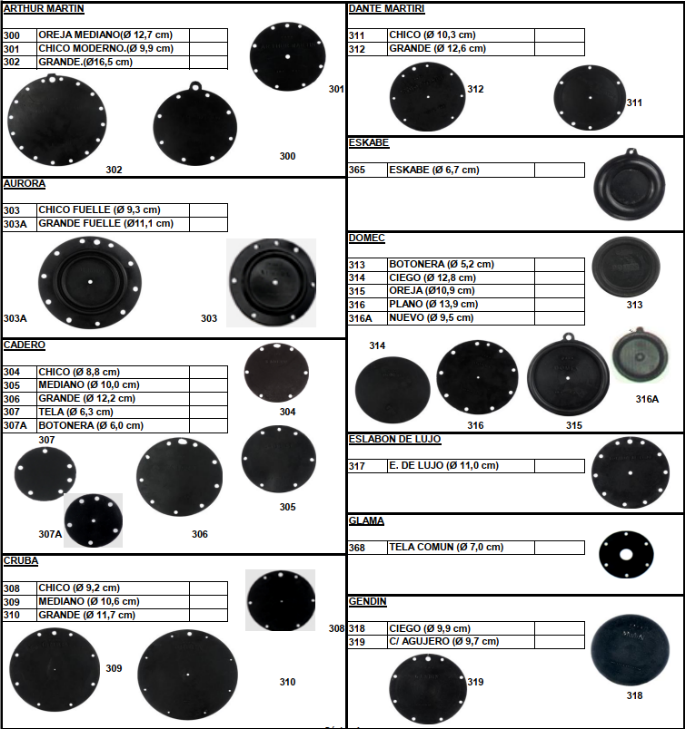 ARTHUR MARTIN
300 OREJA MEDIANO(Ø 12,7 cm)
301 CHICO MODERNO.(Ø 9,9 cm)
302 GRANDE.(Ø16,5 cm)
301
302
300
AURORA
303 CHICO FUELLE (Ø 9,3 cm)
303A GRANDE FUELLE (Ø11,1 cm)
303A
303
CADERO
304 CHICO (Ø 8,8 cm)
305 MEDIANO (Ø 10,0 cm)
306 GRANDE (Ø 12,2 cm)
307 TELA (Ø 6,3 cm)
307A BOTONERA (Ø 6,0 cm)
304
307
305
307A
306
CRUBA
308 CHICO (Ø 9,2 cm)
309 MEDIANO (Ø 10,6 cm)
310 GRANDE (Ø 11,7 cm)
308
309
310
DANTE MARTIRI
311 CHICO (Ø 10,3 cm)
312 GRANDE (Ø 12,6 cm)
312
311
ESKABE
365 ESKABE (Ø 6,7 cm)
DOMEC
313 BOTONERA (Ø 5,2 cm)
314 CIEGO (Ø 12,8 cm)
315 OREJA (Ø10,9 cm)
316 PLANO (Ø 13,9 cm)
316A NUEVO (Ø 9,5 cm)
313
314
316A
316
315
ESLABON DE LUJO
317 E. DE LUJO (Ø 11,0 cm)
GLAMA
368 TELA COMUN (Ø 7,0 cm)
GENDIN
318 CIEGO (Ø 9,9 cm)
319 C/ AGUJERO (Ø 9,7 cm)
319
318